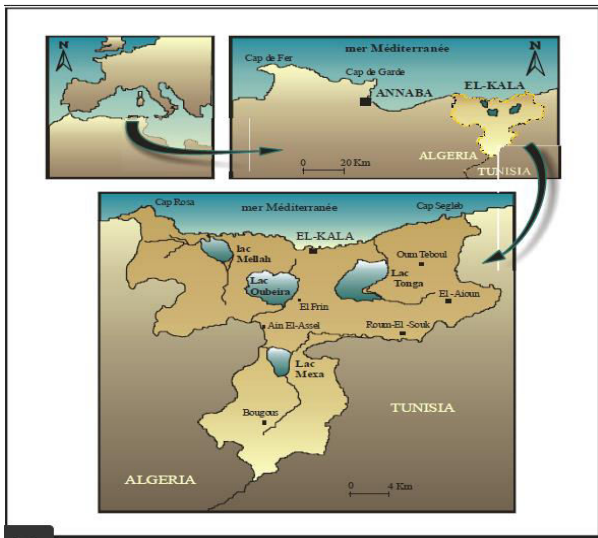 N
mer Méditerranée
N
Cap de Fer
Cap de Garde
ANNABA
EL-KALA
ALGERIA
0 20 Km
TUNISIA
Cap Rosa
mer Méditerranée
Cap Segleb
EL-KALA
lac
Mellah
Oum Teboul
Lac
Tonga
Lac
Oubeira
El -Aioun
El Frin
Ain El-Assel
Roum-El -Souk
Lac
Mexa
Bougous
TUNISIA
ALGERIA
0 4 Km